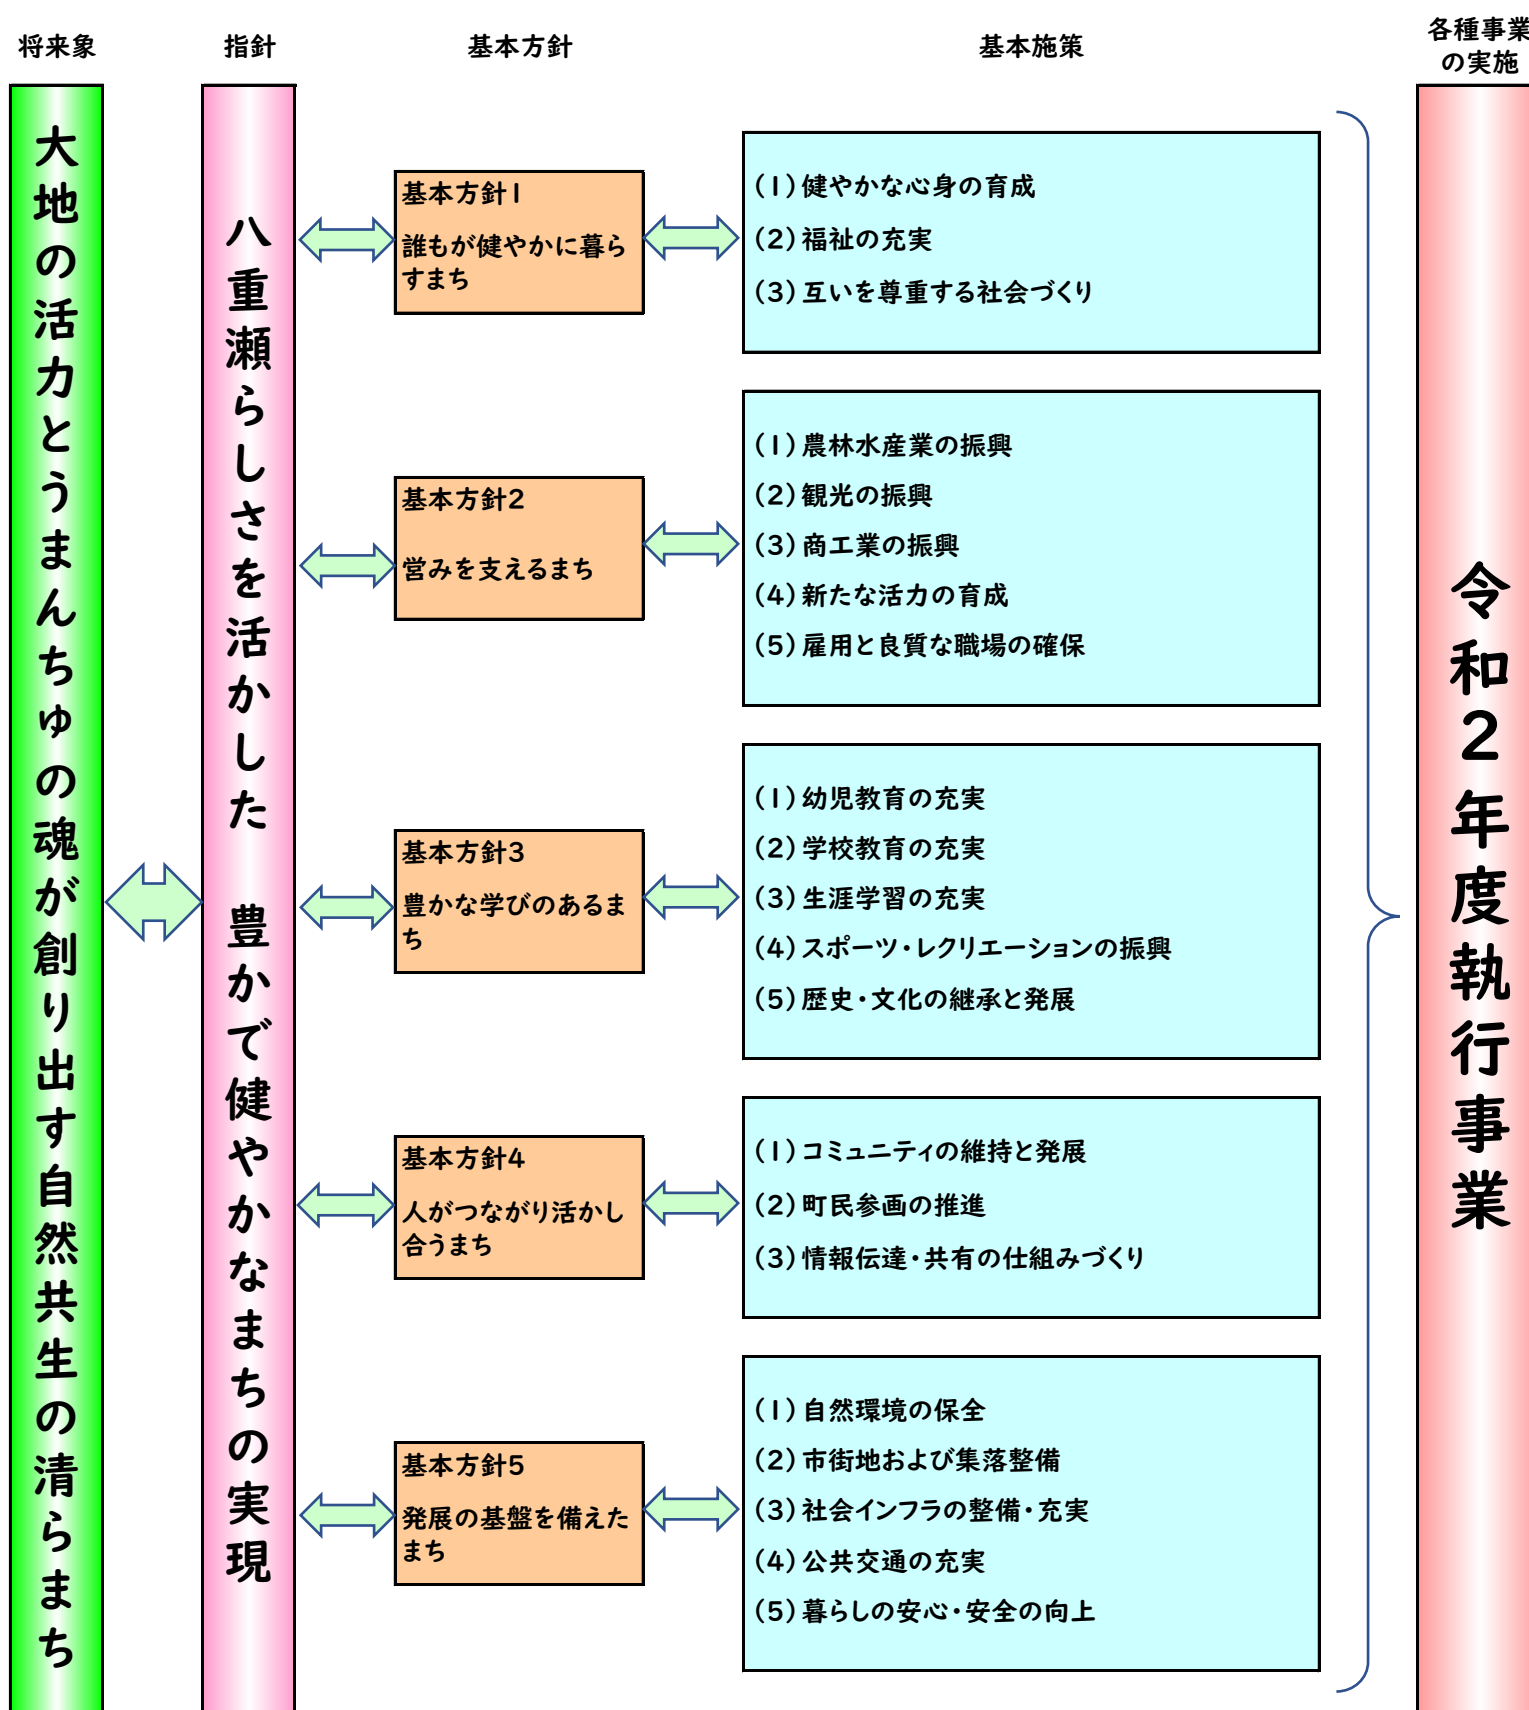 将来象
指針
基本方針
基本施策
各種事業
の実施
大地の活力とうまんちゅの魂が創り出す自然共生の清らまち
八重瀬らしさを活かした　豊かで健やかなまちの実現
基本方針1
誰もが健やかに暮ら
すまち
(1)健やかな心身の育成
(2)福祉の充実
(3)互いを尊重する社会づくり
基本方針2
営みを支えるまち
(1)農林水産業の振興
(2)観光の振興
(3)商工業の振興
(4)新たな活力の育成
(5)雇用と良質な職場の確保
基本方針3
豊かな学びのあるま
ち
(1)幼児教育の充実
(2)学校教育の充実
(3)生涯学習の充実
(4)スポーツ・レクリエーションの振興
(5)歴史・文化の継承と発展
基本方針4
人がつながり活かし
合うまち
(1)コミュニティの維持と発展
(2)町民参画の推進
(3)情報伝達・共有の仕組みづくり
基本方針5
発展の基盤を備えた
まち
(1)自然環境の保全
(2)市街地および集落整備
(3)社会インフラの整備・充実
(4)公共交通の充実
(5)暮らしの安心・安全の向上
令和2年度執行事業